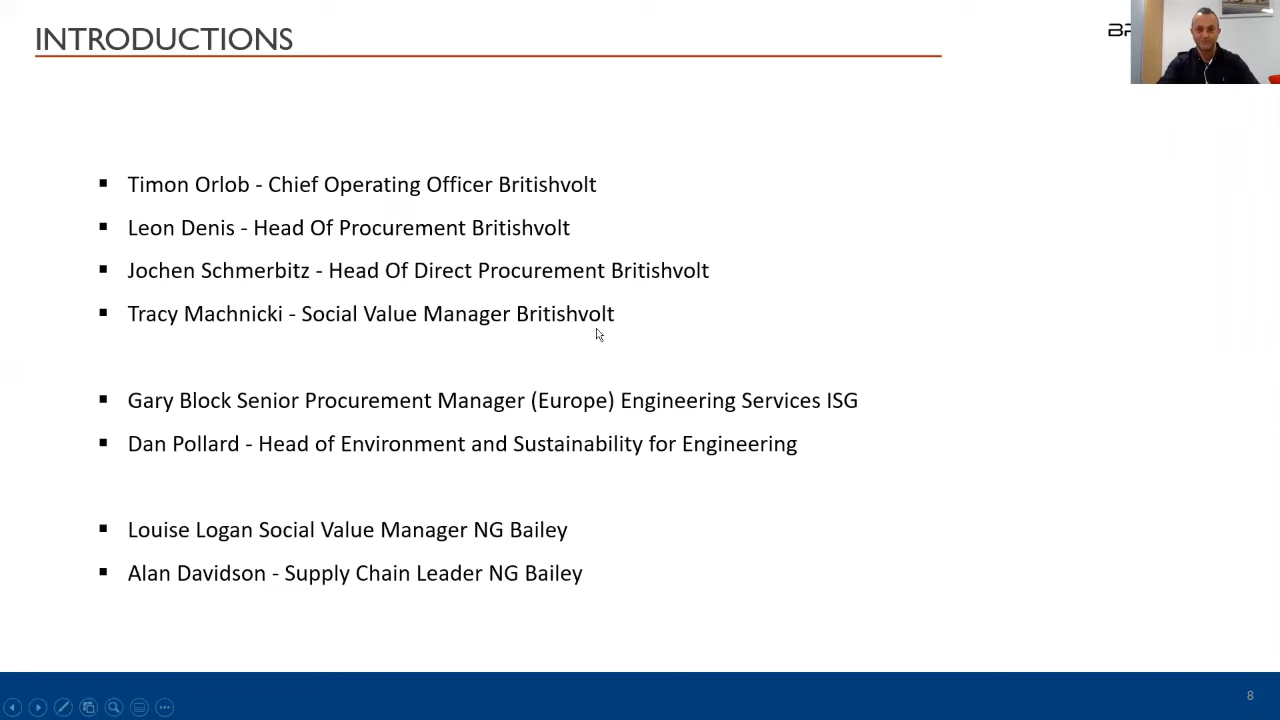 INTRODUCTIONS
▪ Timon Orlob - Chief Operating Officer Britishvolt
▪ Leon Denis - Head Of Procurement Britishvolt
▪ Jochen Schmerbitz - Head Of Direct Procurement Britishvolt
▪ Tracy Machnicki - Social Value Manager Britishvolt
▪ Gary Block Senior Procurement Manager (Europe) Engineering Services ISG
▪ Dan Pollard - Head of Environment and Sustainability for Engineering
▪ Louise Logan Social Value Manager NG Bailey
▪ Alan Davidson - Supply Chain Leader NG Bailey
8